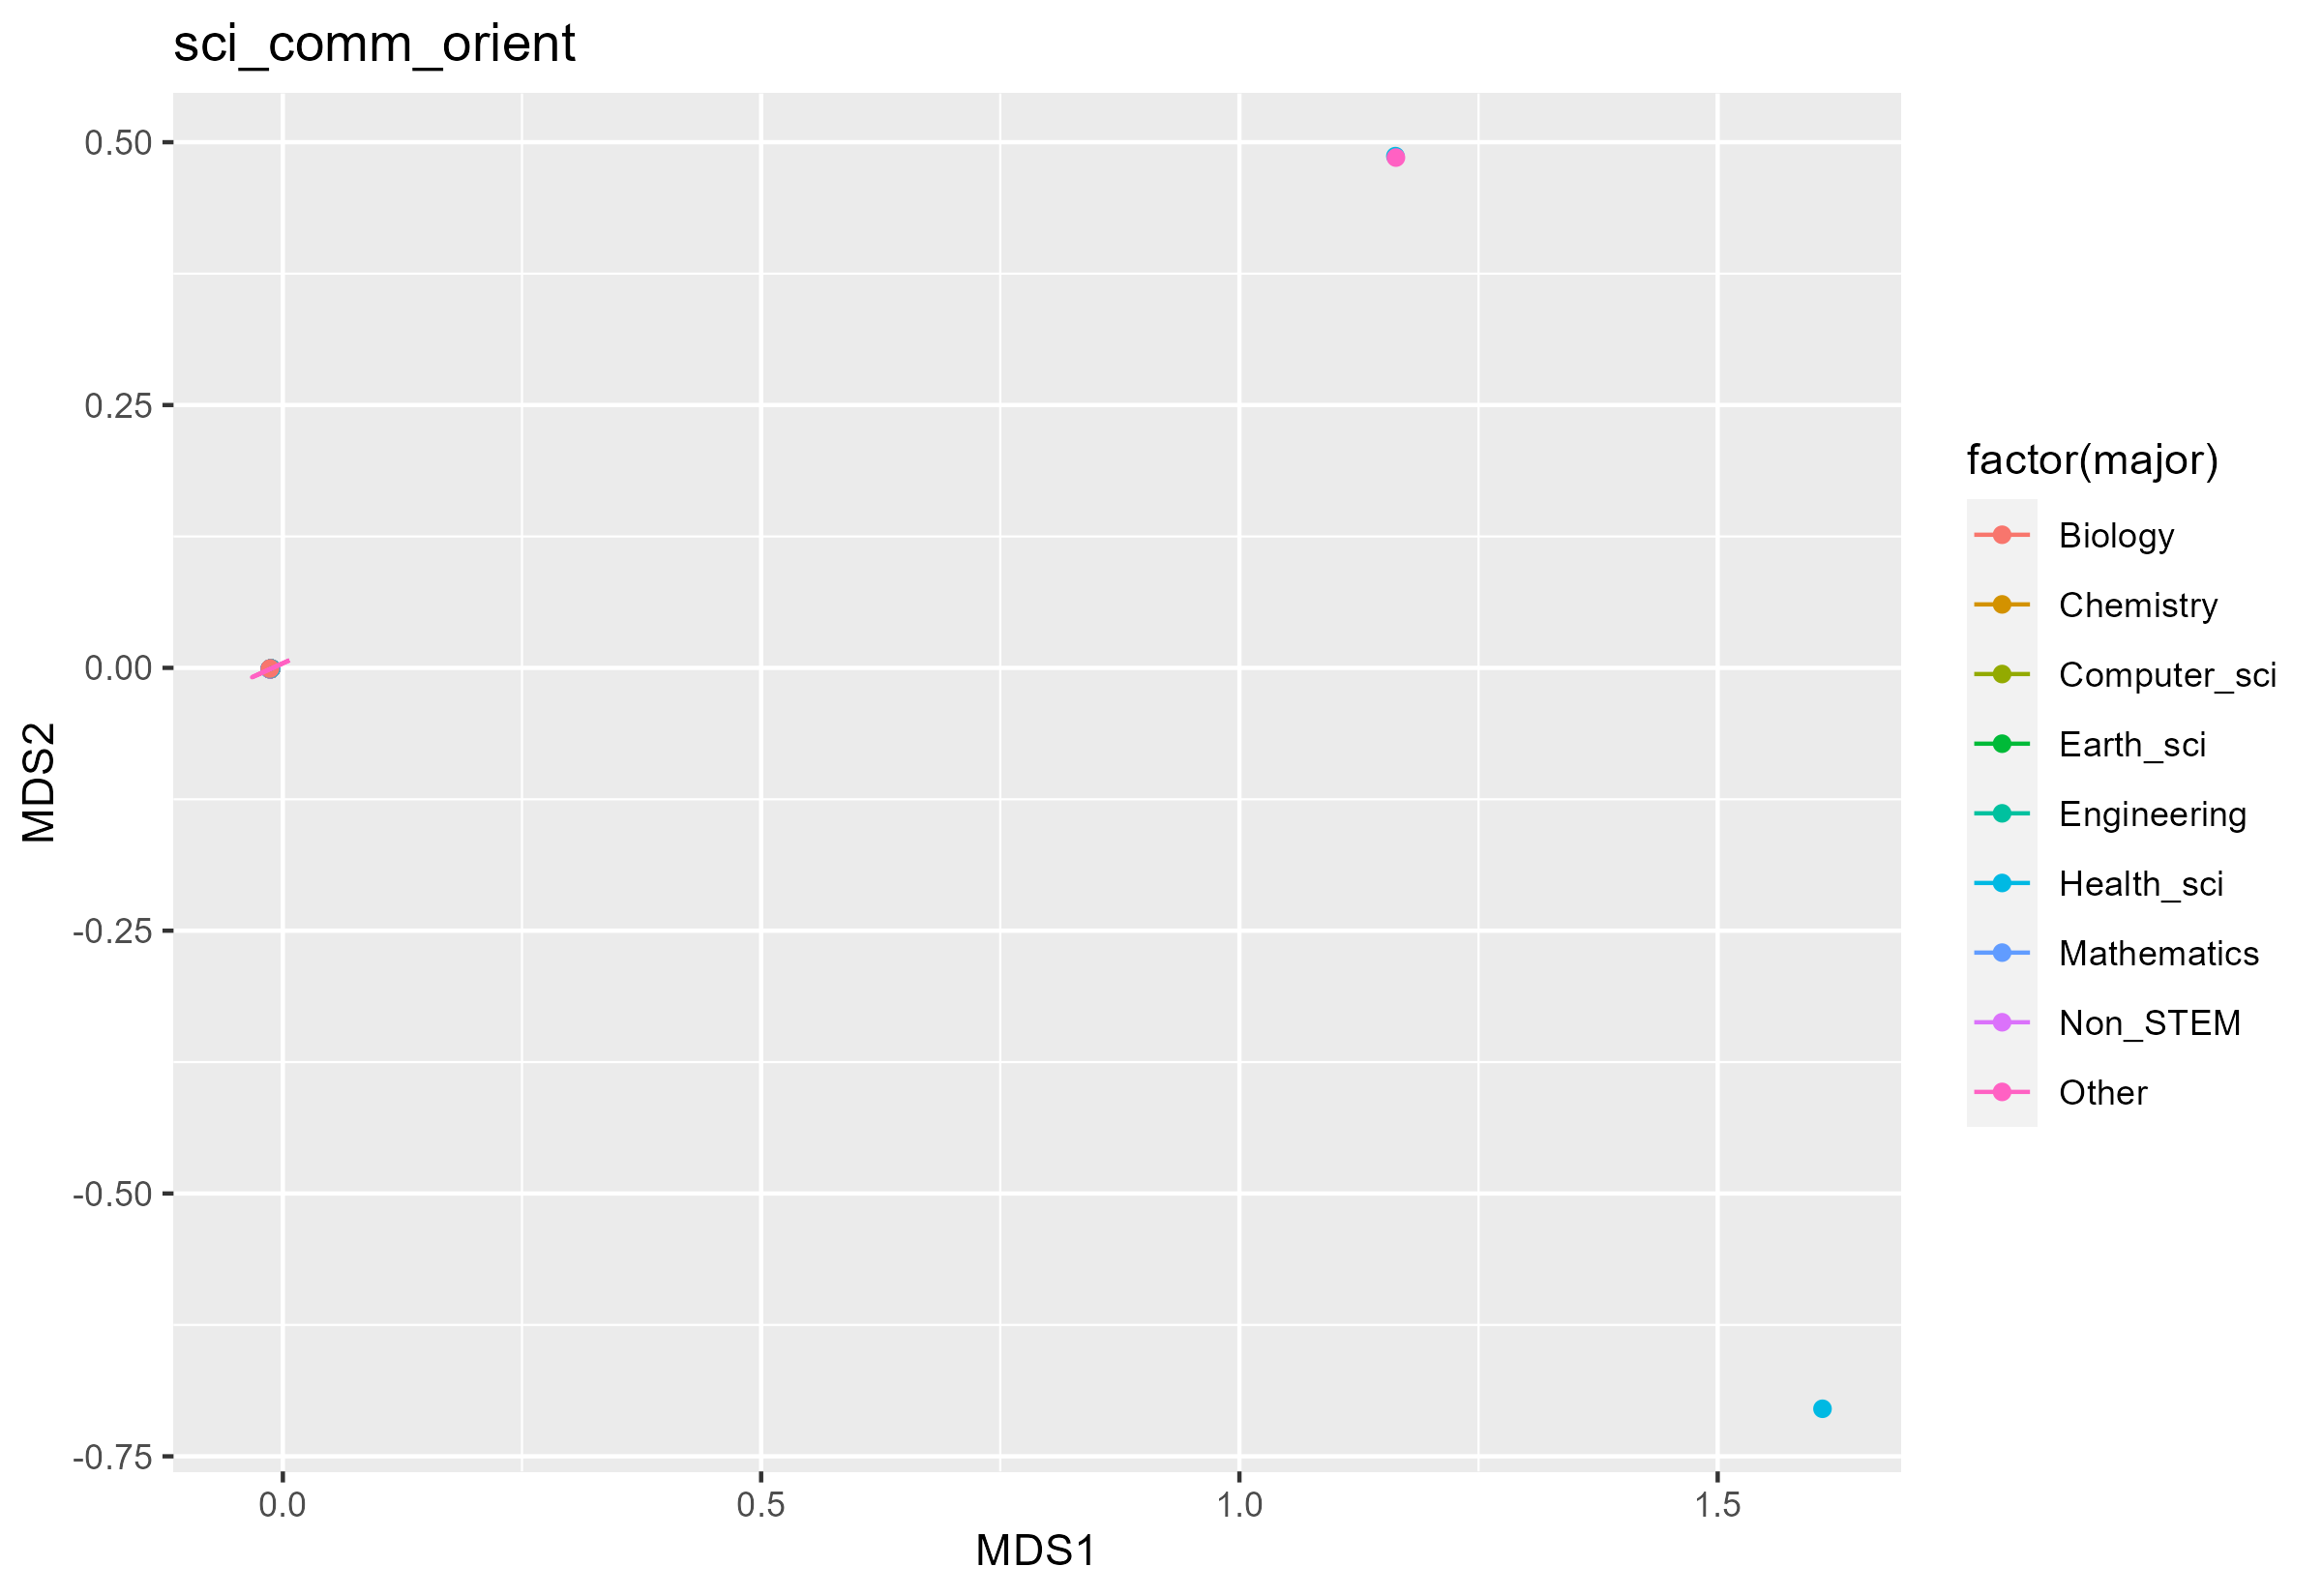 sci_comm_orient
0.50
0.25
0.00
-0.25
-0.50
-0.75
MDS2
0.0 0.5 1.0 1.5
MDS1
factor(major)
Biology
Chemistry
Computer_sci
Earth_sci
Engineering
Health_sci
Mathematics
Non_STEM
Other